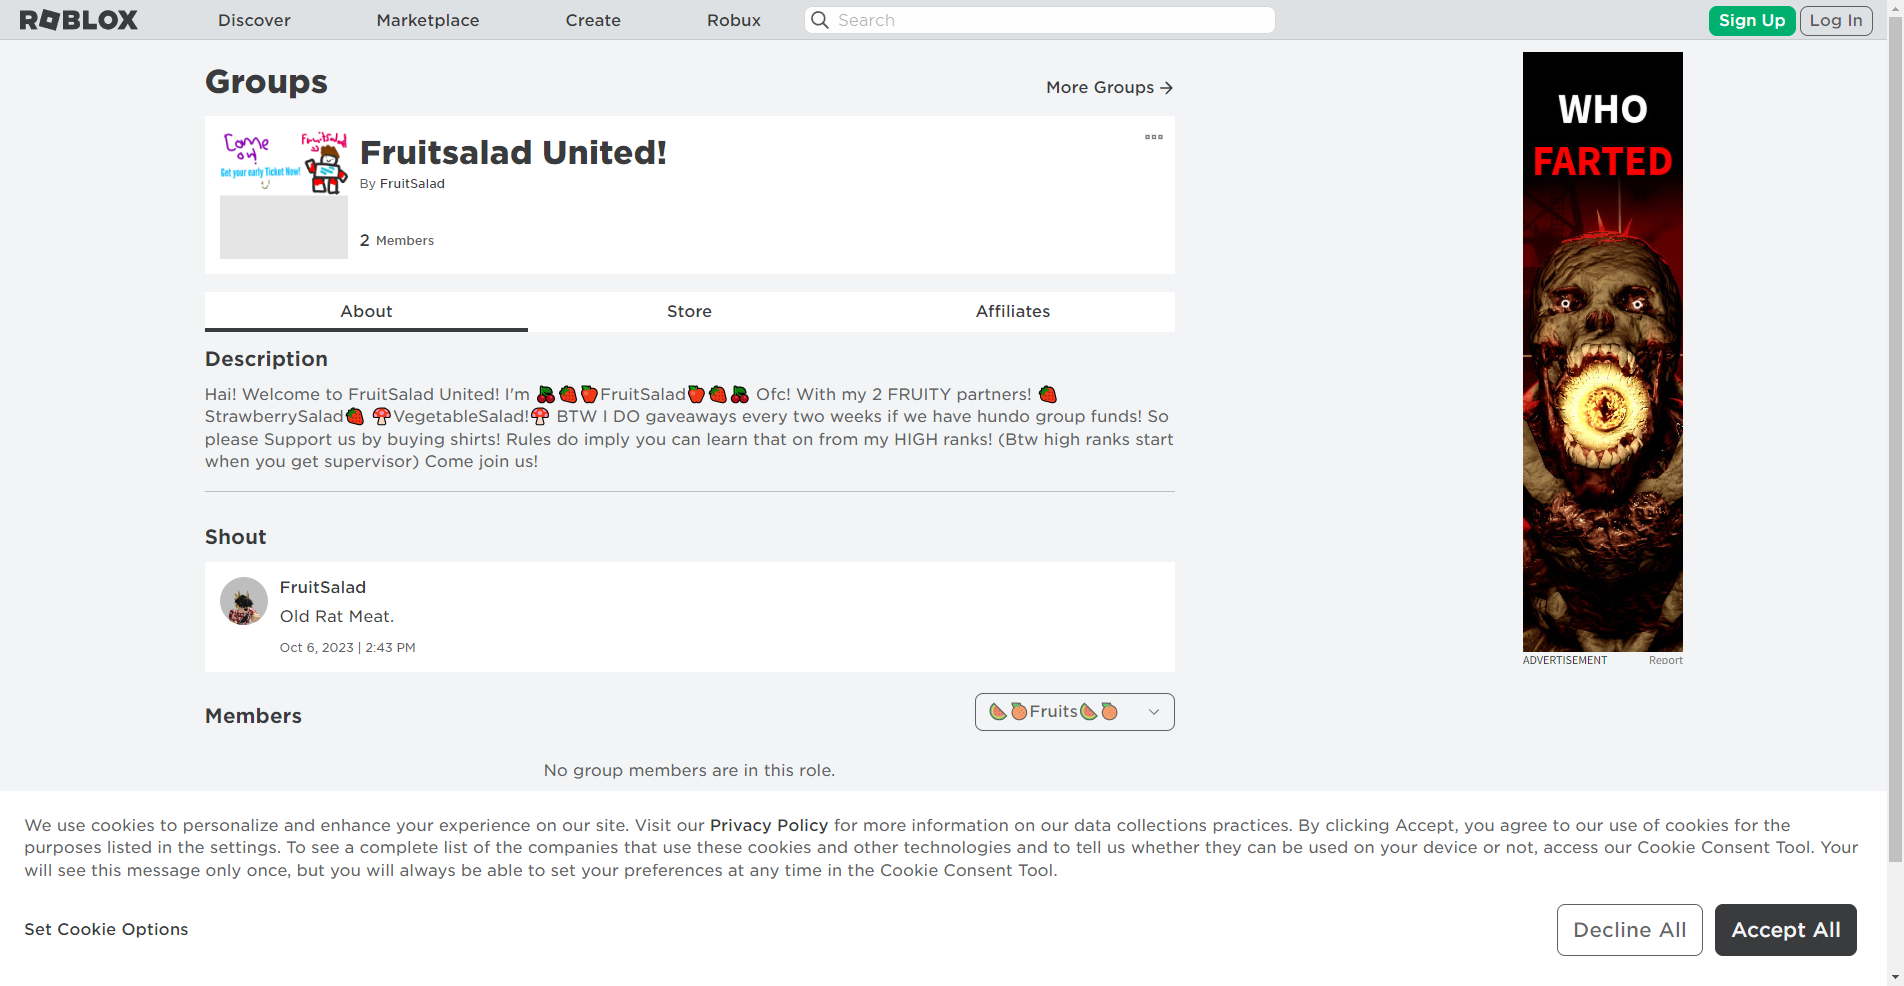 ROBLOX
Discover
Marketplace
Create
Robux
Search
Sign Up
Log In
Groups
More Groups →
Come on!
Fruitsalad
Get your early Ticket Now!
Fruitsalad United!
By FruitSalad
2 Members
About
Store
Affiliates
Description
Hai! Welcome to FruitSalad United! I'm 🍒🍓🍎FruitSalad🍎🍓🍒 Ofc! With my 2 FRUITY partners! 🍓
StrawberrySalad🍓 🍄VegetableSalad!🍄 BTW I DO gaveaways every two weeks if we have hundo group funds! So
please Support us by buying shirts! Rules do imply you can learn that on from my HIGH ranks! (Btw high ranks start
when you get supervisor) Come join us!
Shout
FruitSalad
Old Rat Meat.
Oct 6, 2023 | 2:43 PM
Members
🍉🍊Fruits🍉🍊
No group members are in this role.
WHO
FARTED
ADVERTISEMENT
Report
We use cookies to personalize and enhance your experience on our site. Visit our Privacy Policy for more information on our data collections practices. By clicking Accept, you agree to our use of cookies for the
purposes listed in the settings. To see a complete list of the companies that use these cookies and other technologies and to tell us whether they can be used on your device or not, access our Cookie Consent Tool. Your
will see this message only once, but you will always be able to set your preferences at any time in the Cookie Consent Tool.
Set Cookie Options
Decline All
Accept All